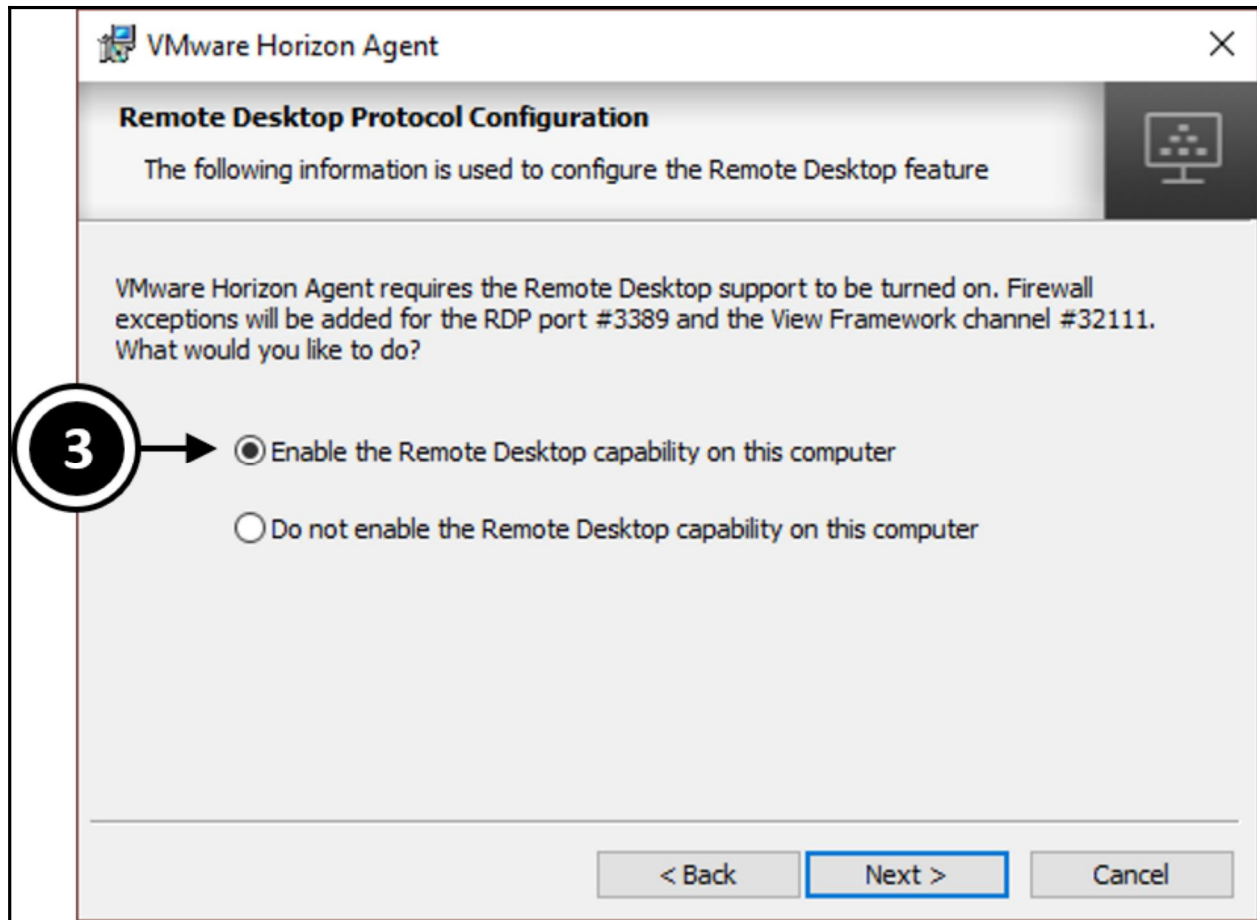 VMware Horizon Agent
Remote Desktop Protocol Configuration
The following information is used to configure the Remote Desktop feature
VMware Horizon Agent requires the Remote Desktop support to be turned on. Firewall
exceptions will be added for the RDP port #3389 and the View Framework channel #32111.
What would you like to do?
3
Enable the Remote Desktop capability on this computer
Do not enable the Remote Desktop capability on this computer
< Back
Next >
Cancel